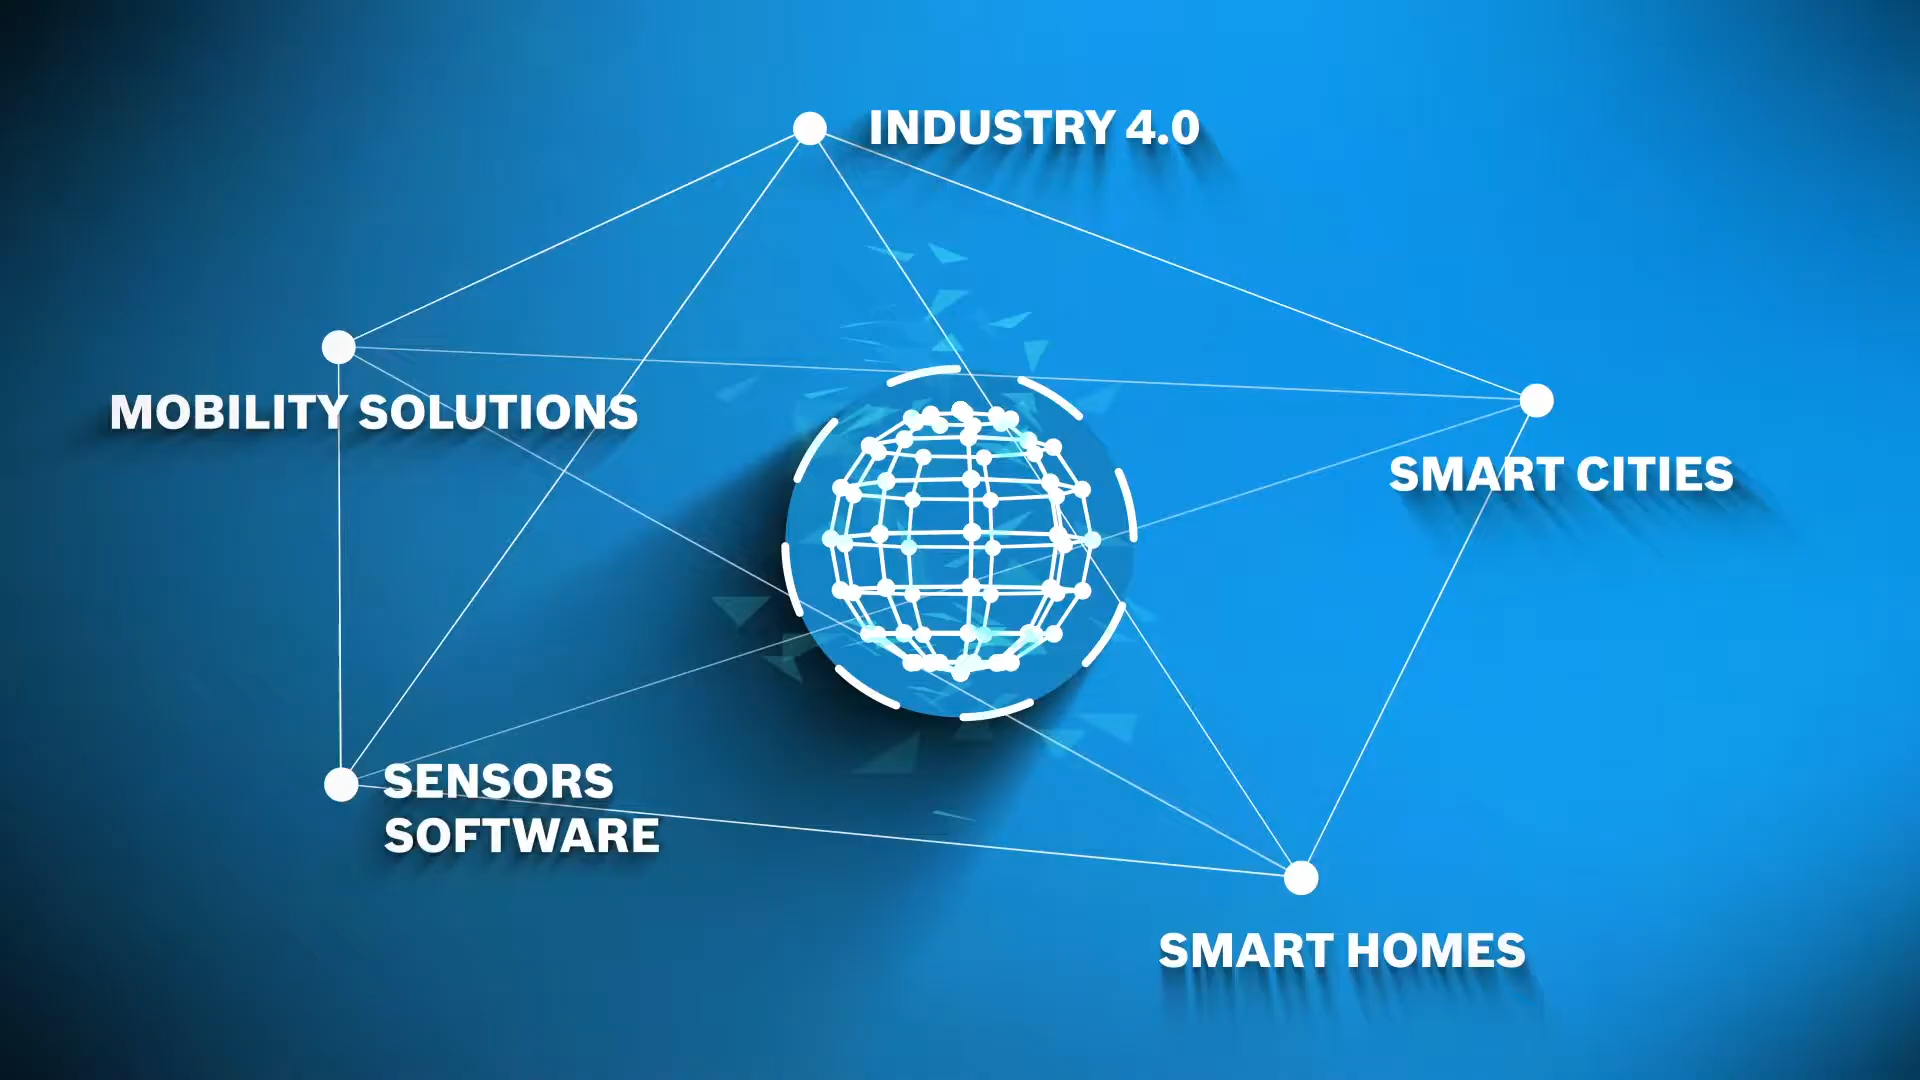 INDUSTRY 4.0
MOBILITY SOLUTIONS
SMART CITIES
SENSORS
SOFTWARE
SMART HOMES